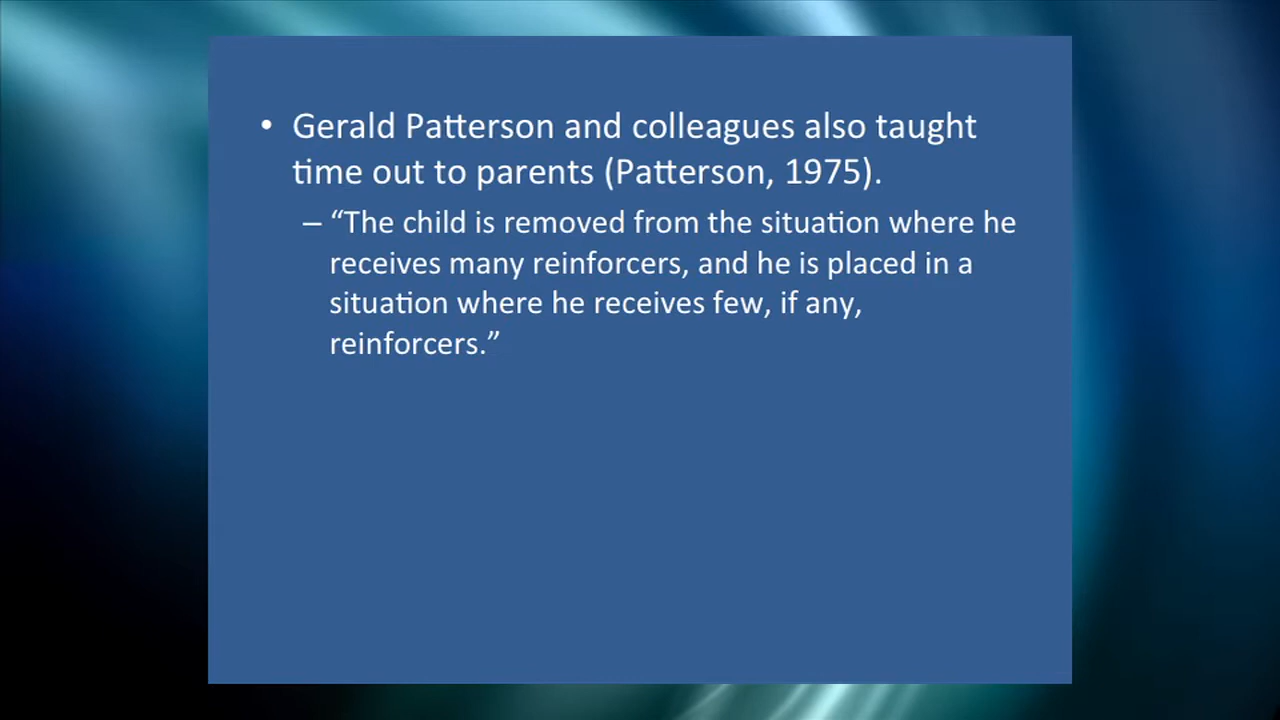 • Gerald Patterson and colleagues also taught
time out to parents (Patterson, 1975).
– “The child is removed from the situation where he
receives many reinforcers, and he is placed in a
situation where he receives few, if any,
reinforcers.”